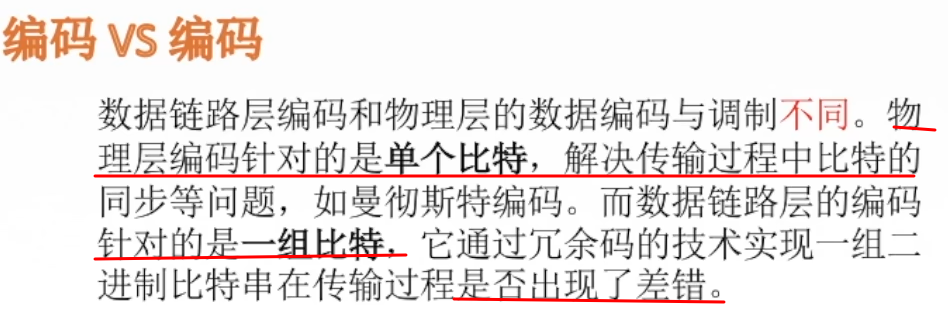 编码 VS 编码
数据链路层编码和物理层的数据编码与调制不同。物
理层编码针对的是单个比特，解决传输过程中比特的
同步等问题，如曼彻斯特编码。而数据链路层的编码
针对的是一组比特，它通过冗余码的技术实现一组二
进制比特串在传输过程是否出现了差错。